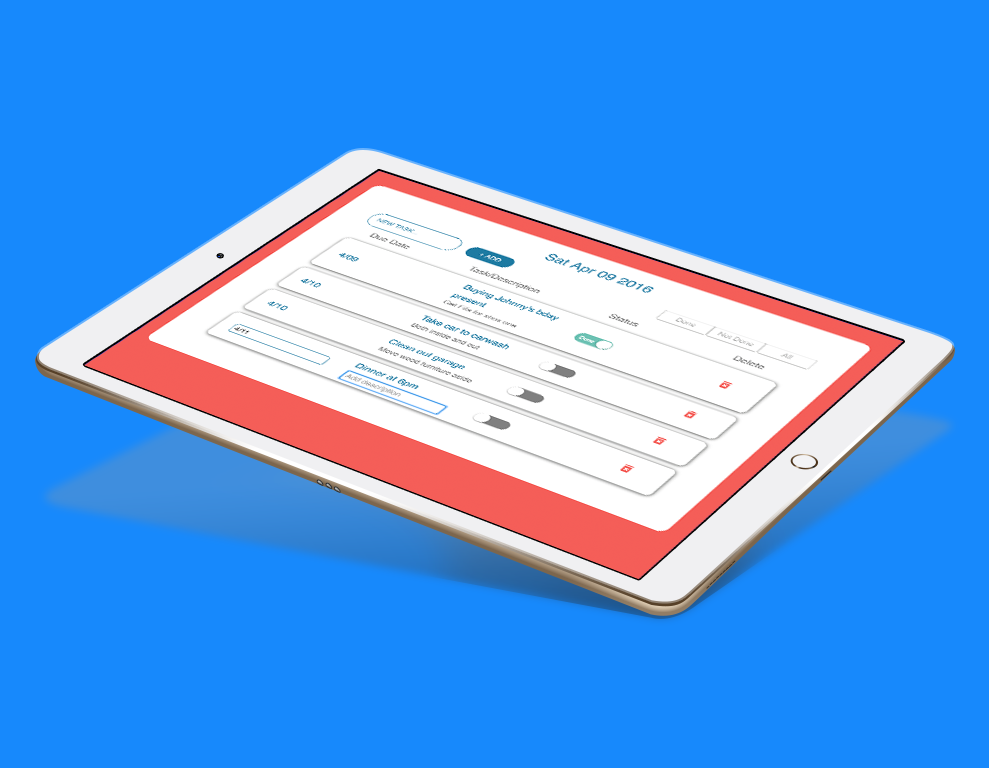 New Task
+ ADD
Sat Apr 09 2016
Done
Not Done
All
Due Date
Task/Description
Status
Delete
4/09
Buying Johnny's bday
present
Done
4/10
Take car to carwash
Both inside and out
4/10
Clean out garage
Move wood furniture aside
4/11
Dinner at 6pm
Add description